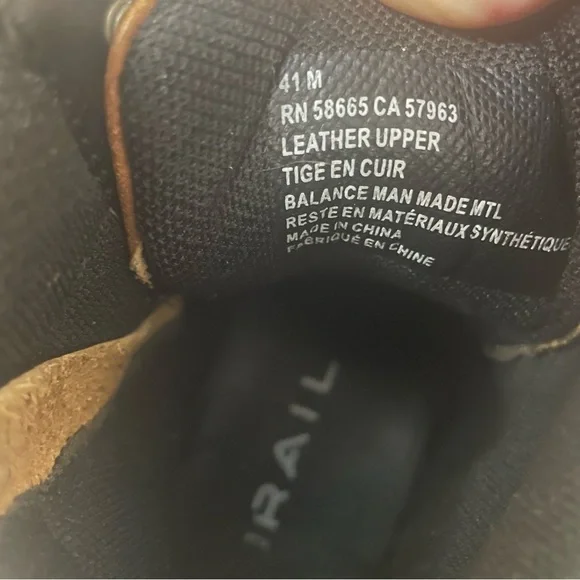 41 M
RN 58665 CA 57963
LEATHER UPPER
TIGE EN CUIR
BALANCE MAN MADE MTL
RESTE EN MATÉRIAUX SYNTHÉTIQUE
MADE IN CHINA
FABRIQUÉ EN CHINE